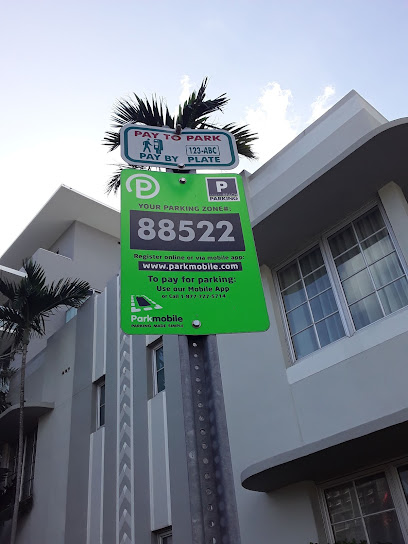 PAY TO PARK
123-ABC
PAY BY PLATE
P
P
PARKING
YOUR PARKING ZONE#:
88522
Register online or via mobile app:
www.parkmobile.com
To pay for parking:
Use our Mobile App
or Call 1-877-727-5714
Parkmobile
PARKING MADE SIMPLE